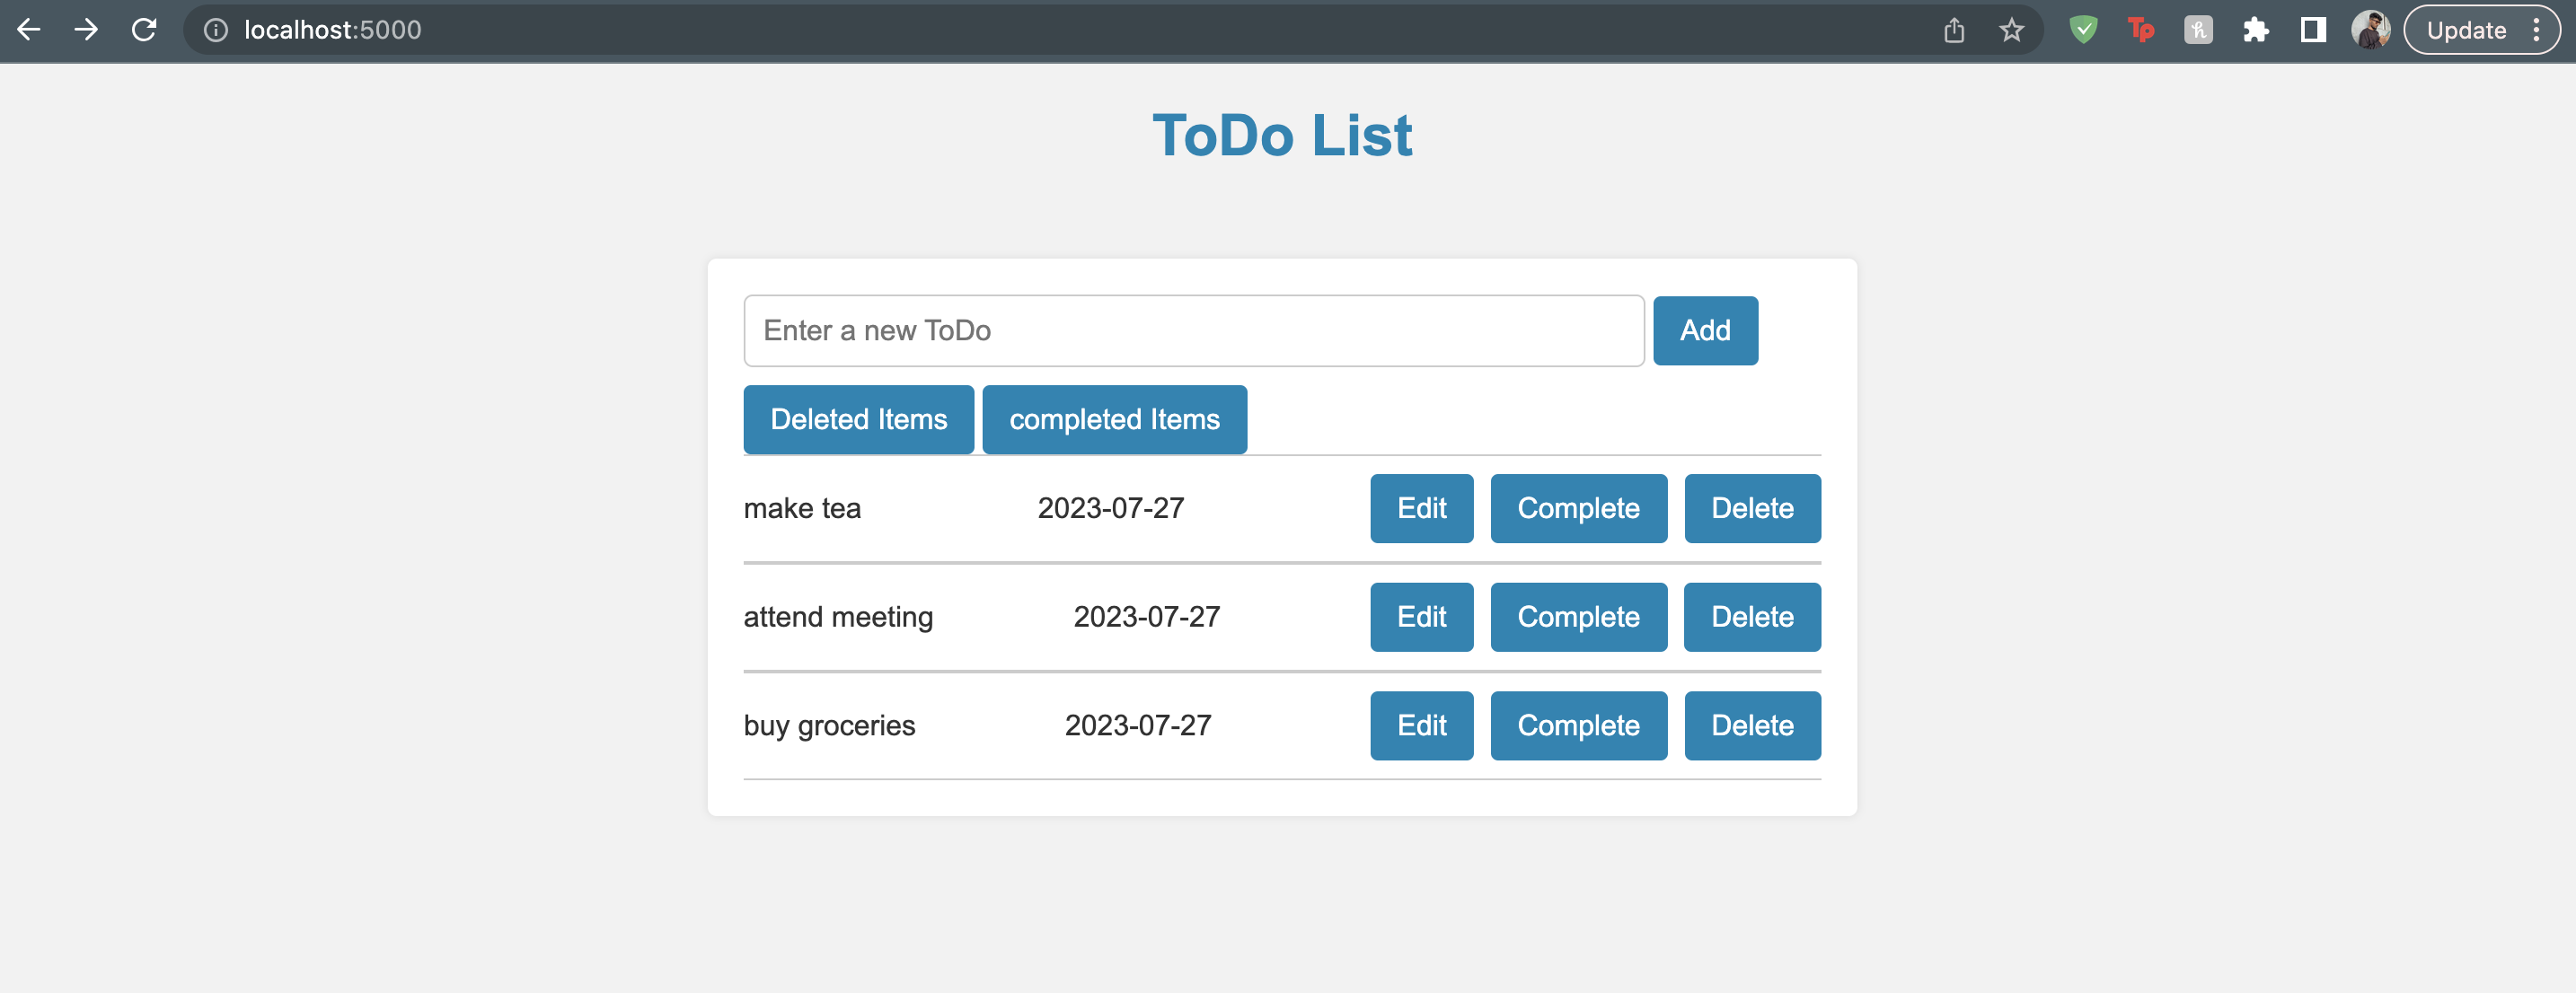 localhost:5000 Tp h Update
ToDo List
Enter a new ToDo Add
Deleted Items completed Items
make tea 2023-07-27 Edit Complete Delete
attend meeting 2023-07-27 Edit Complete Delete
buy groceries 2023-07-27 Edit Complete Delete